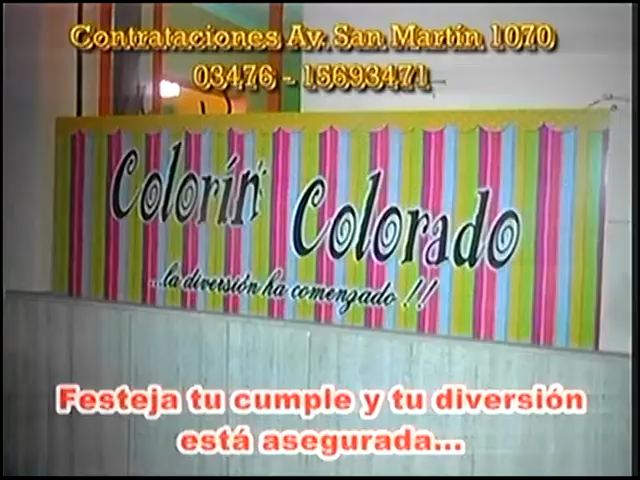 Contrataciones Av. San Martín 1070
03476 - 15693471
Colorín Colorado
...la diversión ha comenzado !!
Festeja tu cumple y tu diversión
está asegurada...